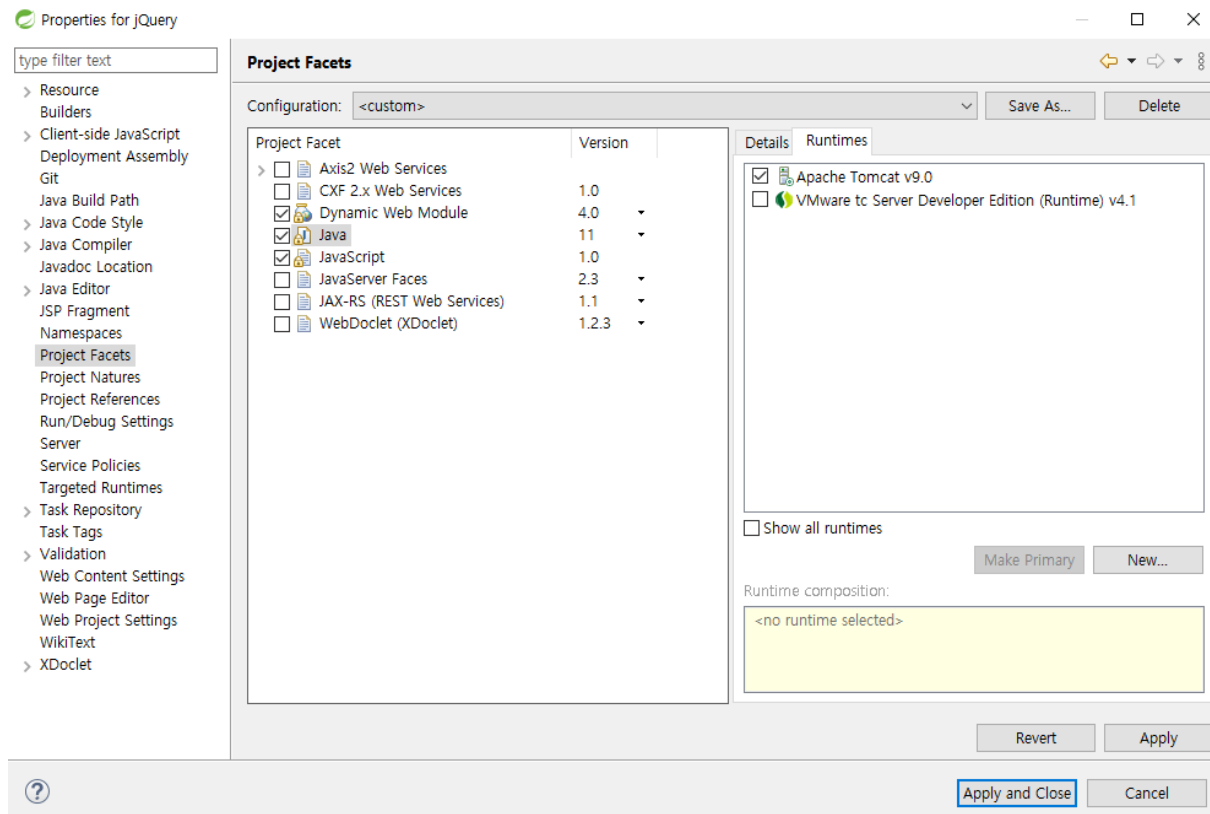 Properties for jQuery
type filter text
Resource
Builders
Client-side JavaScript
Deployment Assembly
Git
Java Build Path
Java Code Style
Java Compiler
Javadoc Location
Java Editor
JSP Fragment
Namespaces
Project Facets
Project Natures
Project References
Run/Debug Settings
Server
Service Policies
Targeted Runtimes
Task Repository
Task Tags
Validation
Web Content Settings
Web Page Editor
Web Project Settings
WikiText
XDoclet
Project Facets
Configuration: <custom> Save As... Delete
Project Facet Version
Axis2 Web Services
CXF 2.x Web Services 1.0
Dynamic Web Module 4.0
Java 11
JavaScript 1.0
JavaServer Faces 2.3
JAX-RS (REST Web Services) 1.1
WebDoclet (XDoclet) 1.2.3
Details Runtimes
Apache Tomcat v9.0
VMware tc Server Developer Edition (Runtime) v4.1
Show all runtimes
Make Primary New...
Runtime composition:
<no runtime selected>
Revert Apply
? Apply and Close Cancel